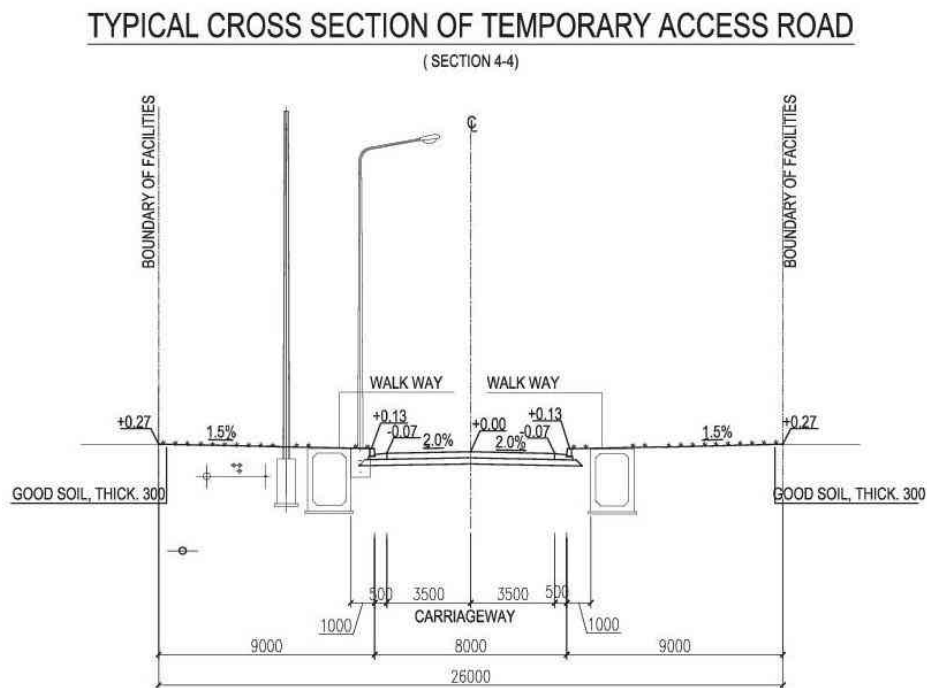 TYPICAL CROSS SECTION OF TEMPORARY ACCESS ROAD
( SECTION 4-4)
BOUNDARY OF FACILITIES
BOUNDARY OF FACILITIES
WALK WAY
WALK WAY
+0.27
1.5%
+0.13
-0.07
2.0%
+0.00
2.0%
-0.07
+0.13
1.5%
+0.27
GOOD SOIL, THICK. 300
GOOD SOIL, THICK. 300
500
3500
3500
500
1000
CARRIAGEWAY
1000
9000
8000
9000
26000